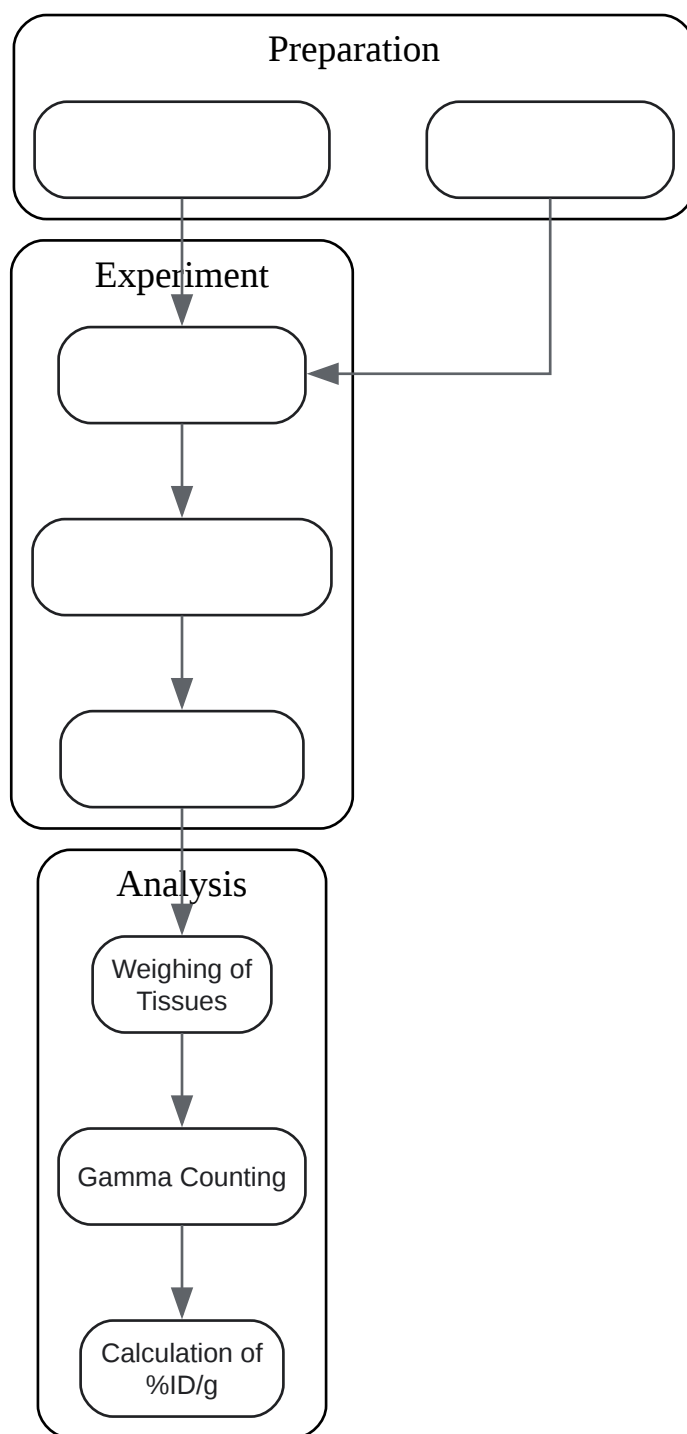 Preparation
Experiment
Analysis
Weighing of
Tissues
Gamma Counting
Calculation of
%ID/g